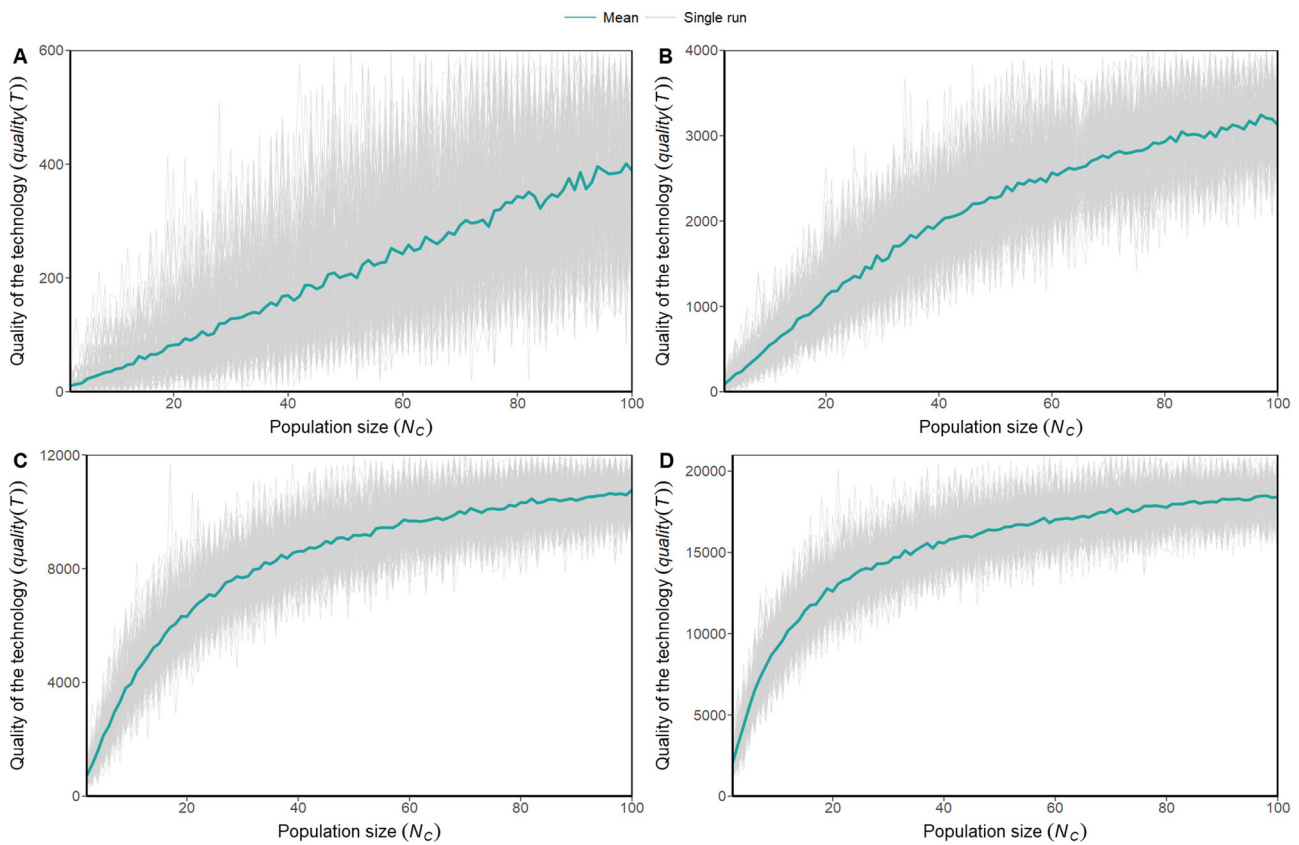 Mean Single run
A
Quality of the technology (quality(T))
600
400
200
0
20 40 60 80 100
Population size (N_C)
B
Quality of the technology (quality(T))
4000
3000
2000
1000
0
20 40 60 80 100
Population size (N_C)
C
Quality of the technology (quality(T))
12000
8000
4000
0
20 40 60 80 100
Population size (N_C)
D
Quality of the technology (quality(T))
20000
15000
10000
5000
0
20 40 60 80 100
Population size (N_C)